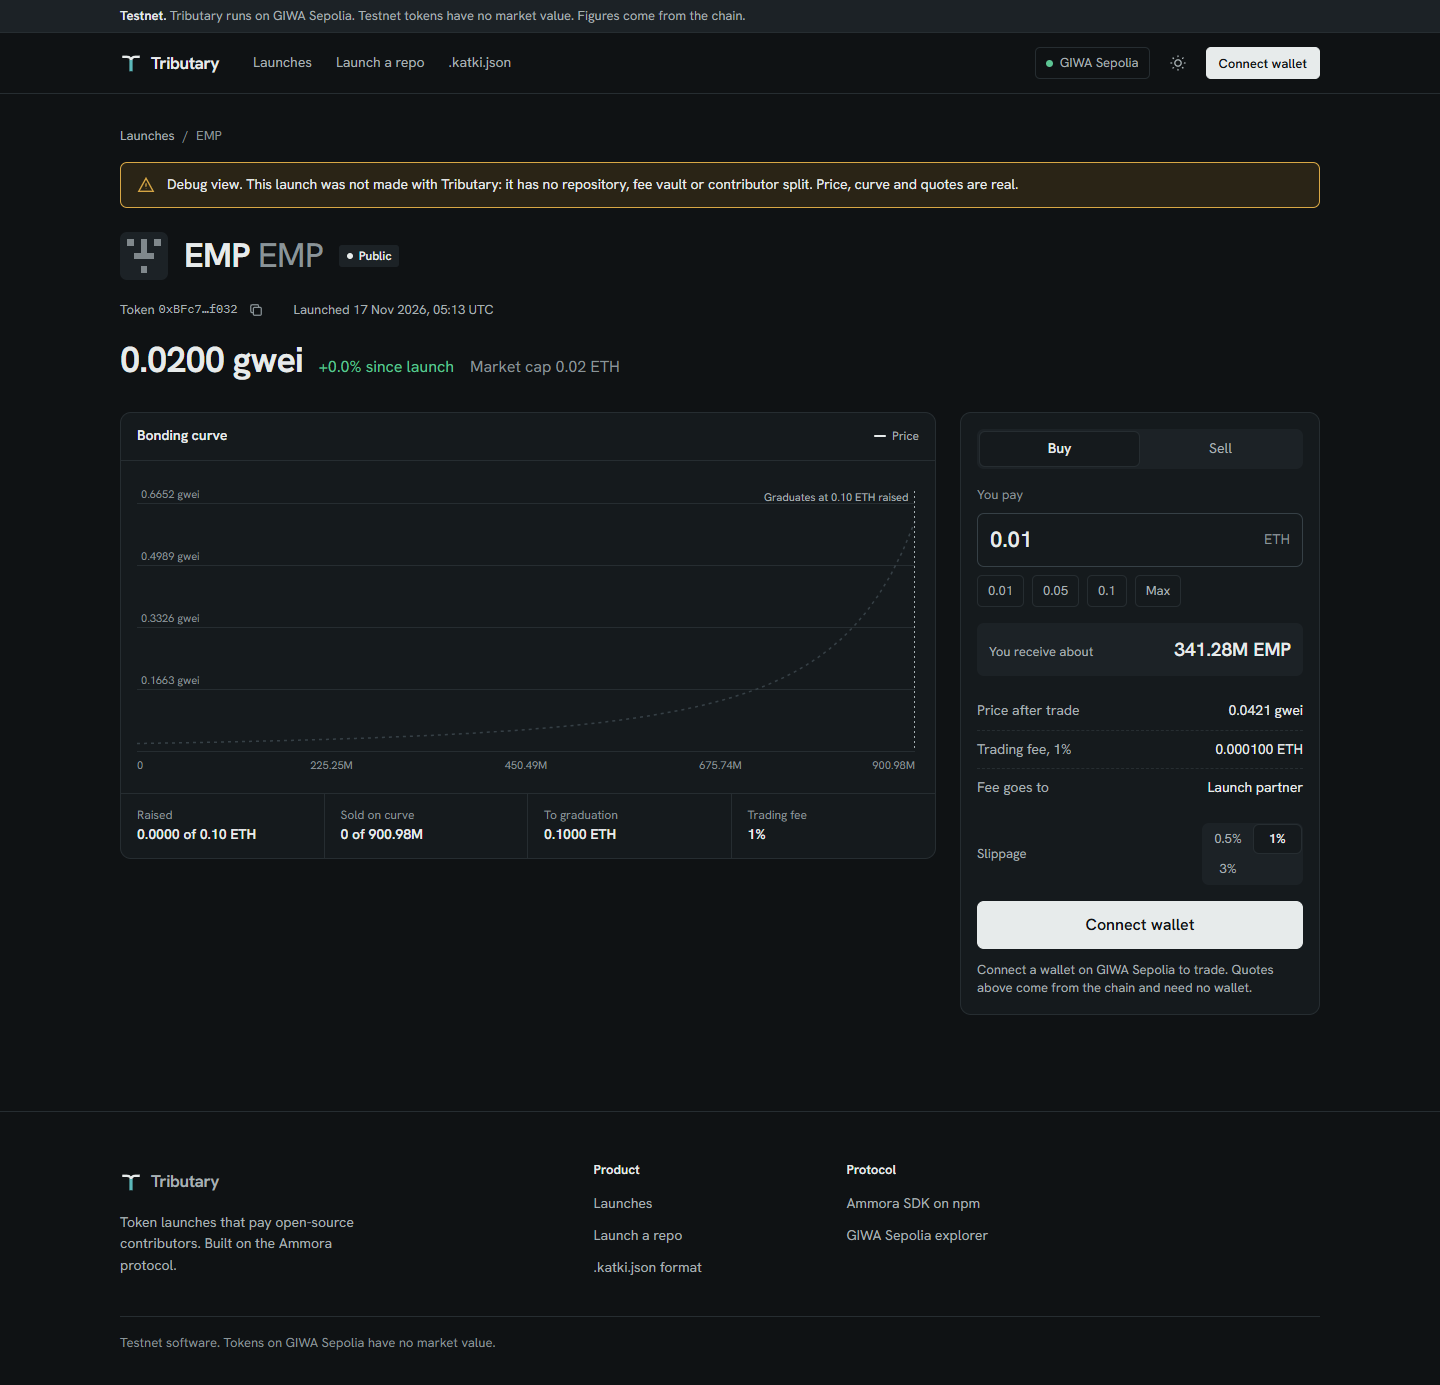 Testnet. Tributary runs on GIWA Sepolia. Testnet tokens have no market value. Figures come from the chain.
Tributary
Launches
Launch a repo
.katki.json
GIWA Sepolia
Connect wallet
Launches / EMP
Debug view. This launch was not made with Tributary: it has no repository, fee vault or contributor split. Price, curve and quotes are real.
EMP EMP
Public
Token 0xBFc7…f032
Launched 17 Nov 2026, 05:13 UTC
0.0200 gwei +0.0% since launch Market cap 0.02 ETH
Bonding curve
Price
0.6652 gwei
Graduates at 0.10 ETH raised
0.4989 gwei
0.3326 gwei
0.1663 gwei
0 225.25M 450.49M 675.74M 900.98M
Raised
0.0000 of 0.10 ETH
Sold on curve
0 of 900.98M
To graduation
0.1000 ETH
Trading fee
1%
Buy
Sell
You pay
0.01 ETH
0.01 0.05 0.1 Max
You receive about 341.28M EMP
Price after trade 0.0421 gwei
Trading fee, 1% 0.000100 ETH
Fee goes to Launch partner
Slippage
0.5% 1%
3%
Connect wallet
Connect a wallet on GIWA Sepolia to trade. Quotes
above come from the chain and need no wallet.
Tributary
Token launches that pay open-source
contributors. Built on the Ammora
protocol.
Product
Launches
Launch a repo
.katki.json format
Protocol
Ammora SDK on npm
GIWA Sepolia explorer
Testnet software. Tokens on GIWA Sepolia have no market value.